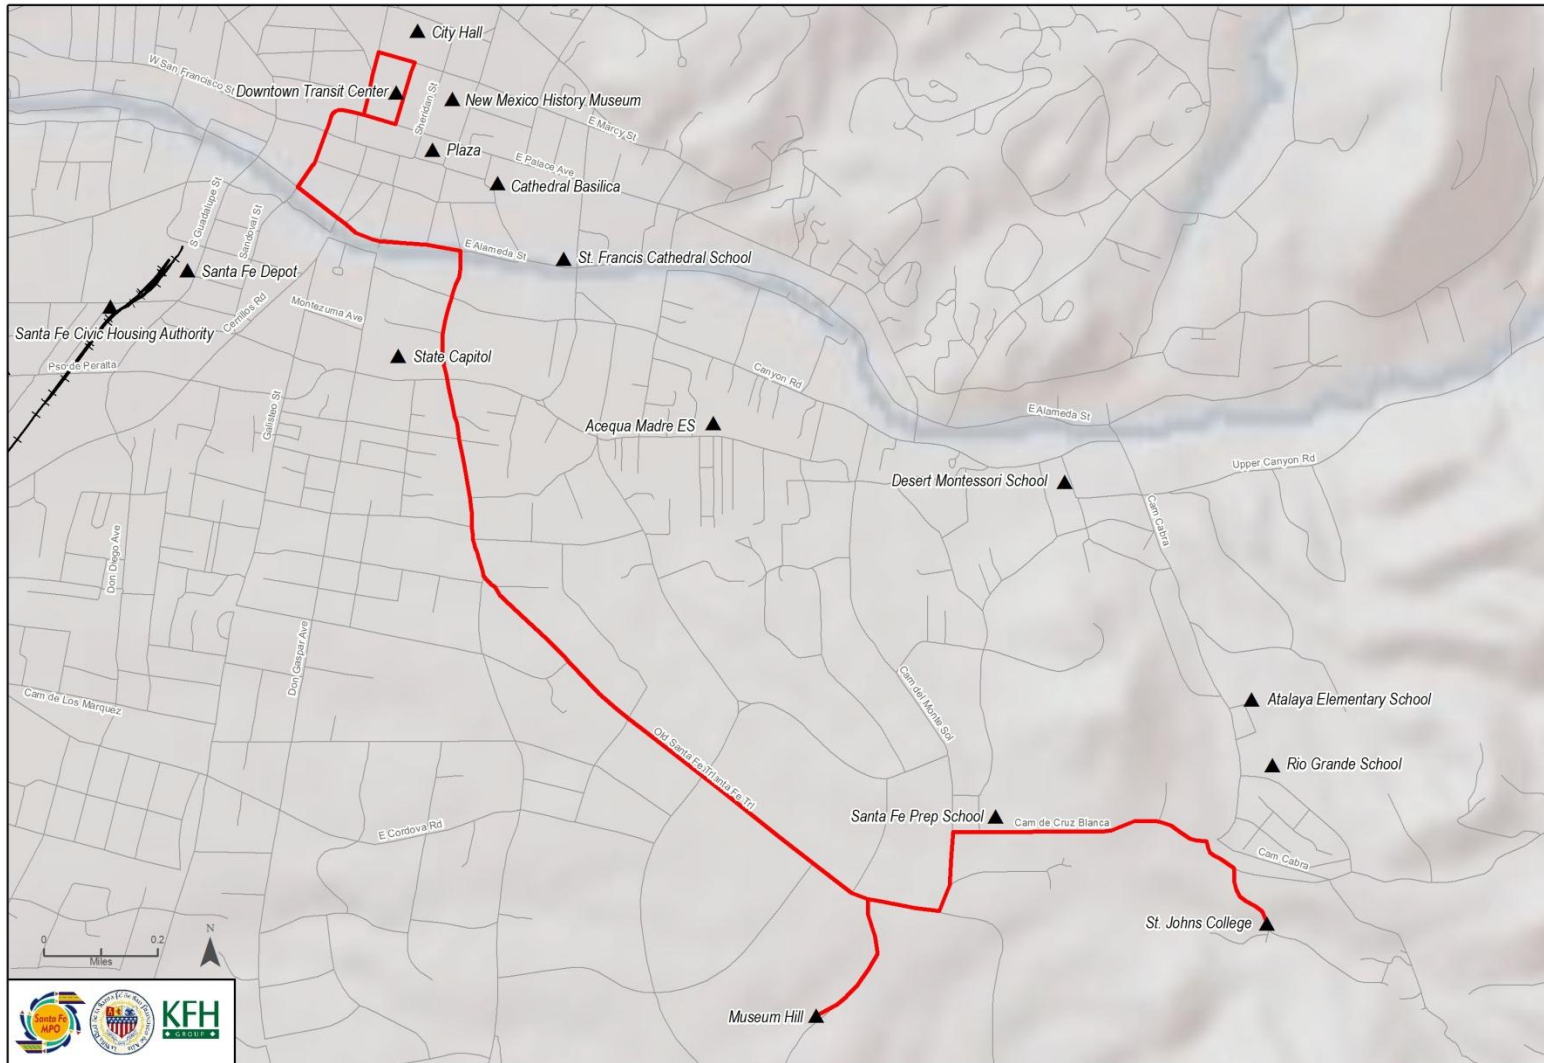 City Hall
W San Francisco St
Downtown Transit Center
New Mexico History Museum
Sheridan St
E Marcy St
Plaza
E Palace Ave
Cathedral Basilica
S Guadalupe St
Sandoval St
E Alameda St
St. Francis Cathedral School
Santa Fe Depot
Montezuma Ave
Cerrillos Rd
Santa Fe Civic Housing Authority
State Capitol
Pso de Peralta
Canyon Rd
Galisteo St
E Alameda St
Acequa Madre ES
Upper Canyon Rd
Desert Montessori School
Cam Cabra
Don Diego Ave
Don Gaspar Ave
Cam de Los Marquez
Cam del Monte Sol
Atalaya Elementary School
Old Santa Fe Trlanta Fe Trl
Rio Grande School
E Cordova Rd
Santa Fe Prep School
Cam de Cruz Blanca
Cam Cabra
St. Johns College
N
0 0.2
Miles
Museum Hill
Santa Fe
MPO
KFH
GROUP